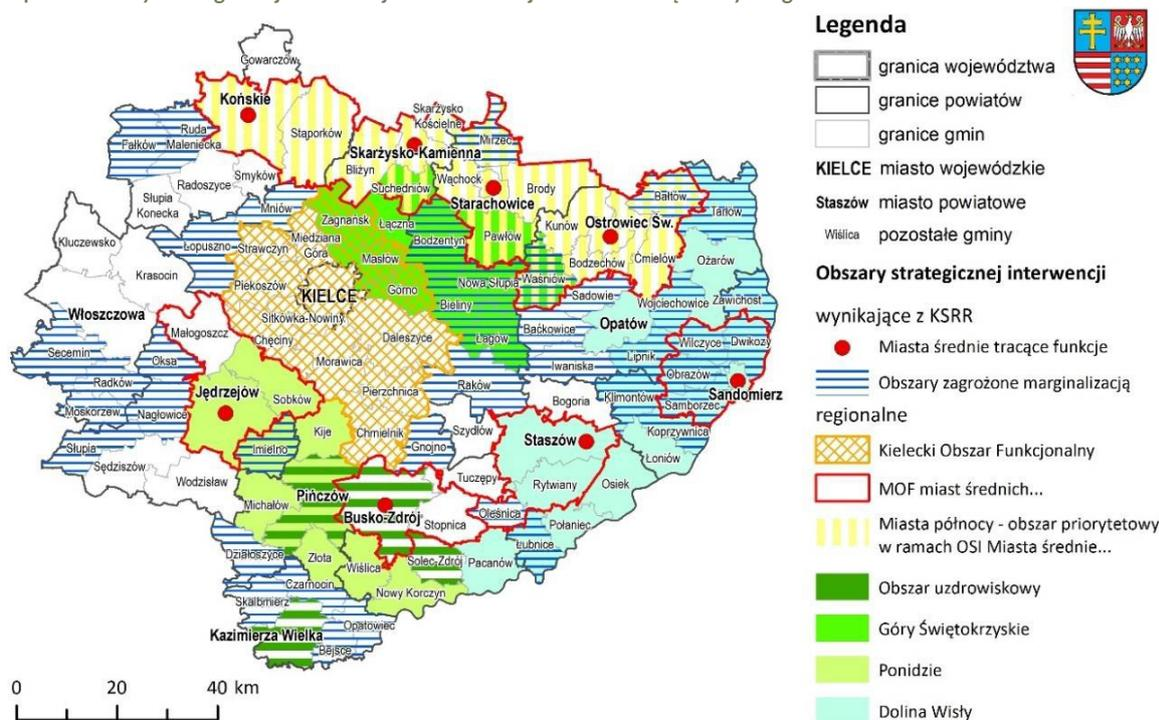 Gowarczów
Końskie
Stąporków
Ruda
Maleniecka
Fałków
Radoszyce
Smyków
Słupia
Konecka
Skarżysko
Kościelne
Mirzec
Skarżysko-Kamienna
Bliżyn
Suchedniów
Wąchock
Starachowice
Brody
Bałtów
Tarłów
Kunów
Ostrowiec Św.
Mniów
Zagnańsk
Łączna
Bodzentyn
Pawłów
Bodzechów
Ćmielów
Ożarów
Kluczewsko
Krasocin
Łopuszno
Strawczyn
Miedziana
Góra
Masłów
Nowa Słupia
Waśniów
Sadowie
Wojciechowice
Zawichost
Piekoszów
KIELCE
Górno
Bieliny
Baćkowice
Opatów
Włoszczowa
Małogoszcz
Sitkówka-Nowiny
Chęciny
Daleszyce
Łagów
Iwaniska
Lipnik
Wilczyce
Dwikozy
Secemin
Oksa
Morawica
Raków
Obrazów
Sandomierz
Radków
Jędrzejów
Sobków
Pierzchnica
Bogoria
Klimontów
Samborzec
Moskorzew
Nagłowice
Kije
Chmielnik
Szydłów
Staszów
Koprzywnica
Słupia
Imielno
Gnojno
Łoniów
Sędziszów
Wodzisław
Tuczępy
Rytwiany
Osiek
Michałów
Pińczów
Busko-Zdrój
Stopnica
Oleśnica
Połaniec
Działoszyce
Złota
Wiślica
Solec-Zdrój
Pacanów
Łubnice
Czarnocin
Nowy Korczyn
Skalbmierz
Opatowiec
Kazimierza Wielka
Bejsce
0 20 40 km
Legenda
granica województwa
granice powiatów
granice gmin
KIELCE miasto wojewódzkie
Staszów miasto powiatowe
Wiślica pozostałe gminy
Obszary strategicznej interwencji
wynikające z KSRR
Miasta średnie tracące funkcje
Obszary zagrożone marginalizacją
regionalne
Kielecki Obszar Funkcjonalny
MOF miast średnich...
Miasta północy - obszar priorytetowy
w ramach OSI Miasta średnie...
Obszar uzdrowiskowy
Góry Świętokrzyskie
Ponidzie
Dolina Wisły